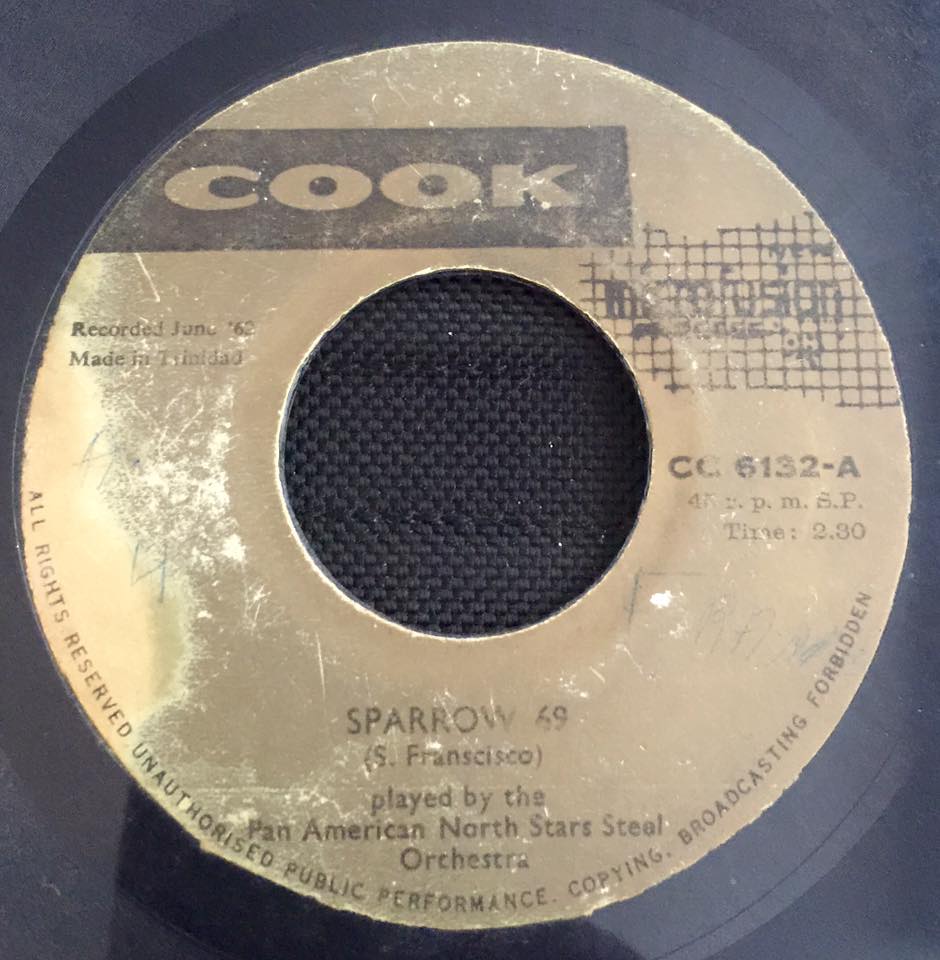 COOK
Recorded June '62
Made in Trinidad
CC 6132-A
45 r. p. m. S.P.
Time: 2.30
SPARROW 69
(S. Franscisco)
played by the
Pan American North Stars Steel
Orchestra
ALL RIGHTS RESERVED UNAUTHORISED PUBLIC PERFORMANCE. COPYING. BROADCASTING FORBIDDEN